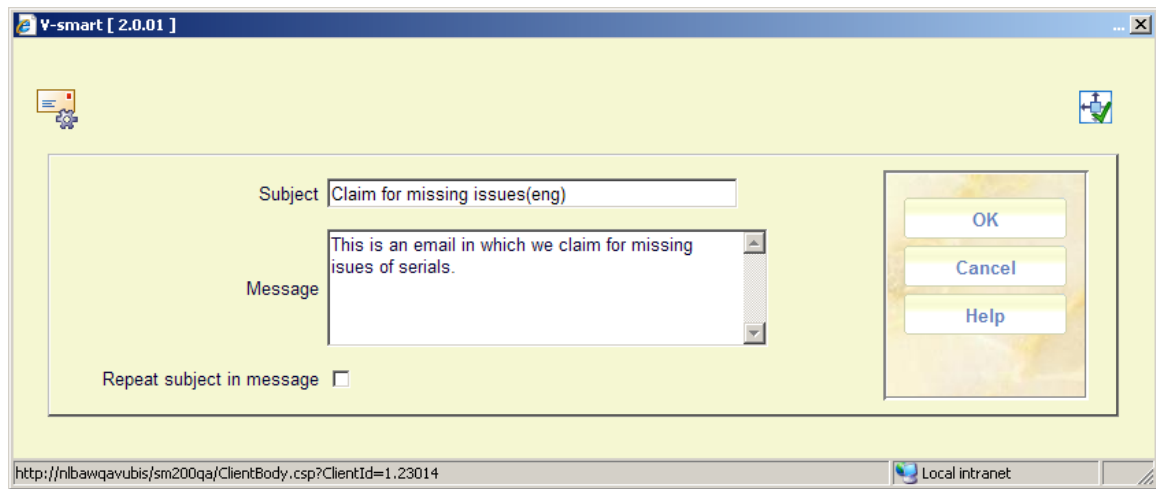 V-smart [ 2.0.01 ]
...
Subject
Claim for missing issues(eng)
Message
This is an email in which we claim for missing
isues of serials.
Repeat subject in message
OK
Cancel
Help
http://nlbawqavubis/sm200qa/ClientBody.csp?ClientId=1.23014
Local intranet